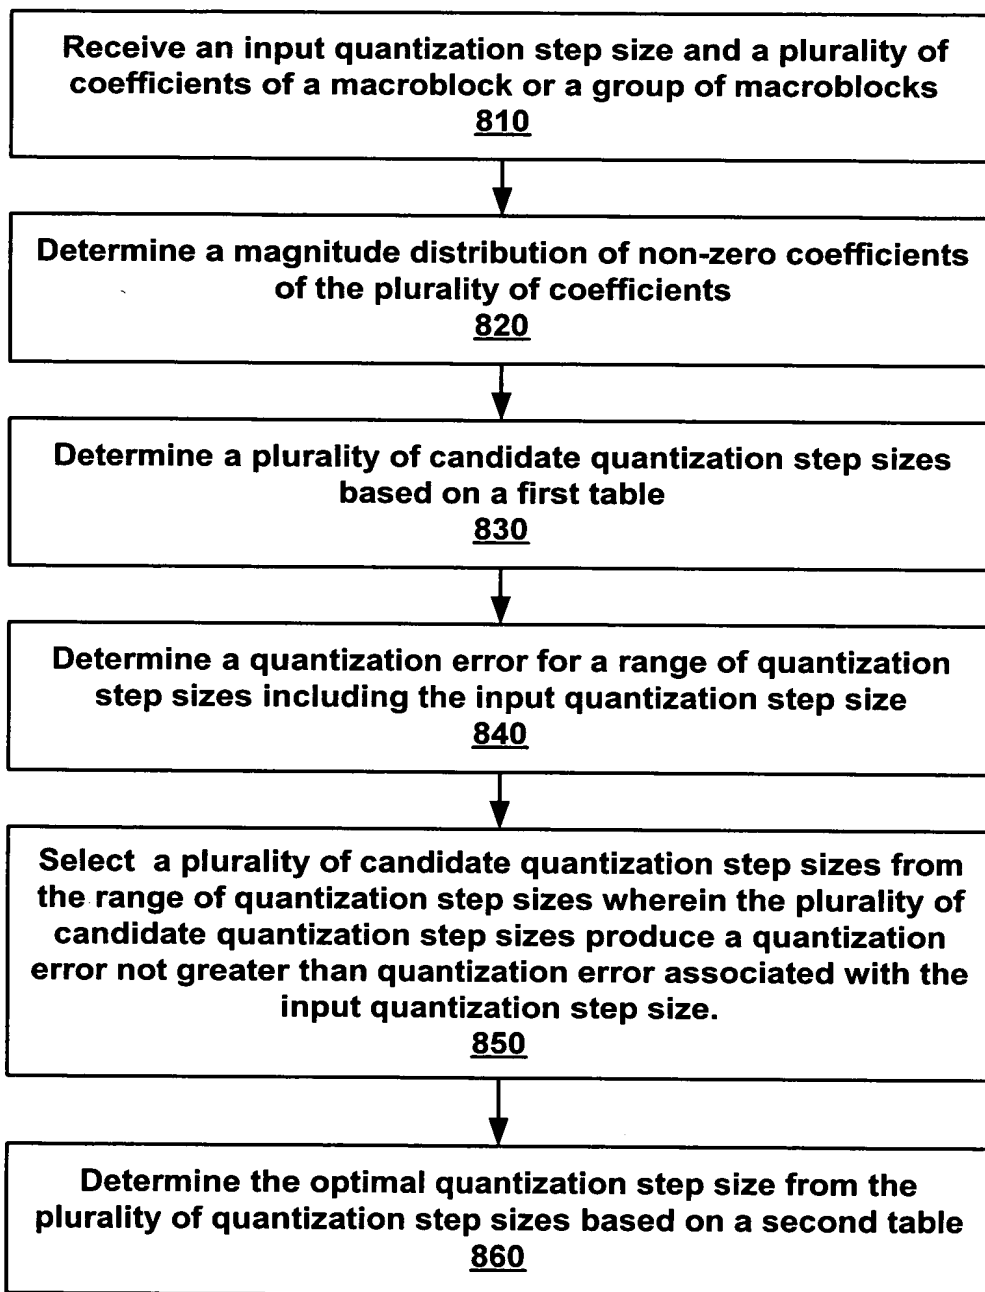 Receive an input quantization step size and a plurality of
coefficients of a macroblock or a group of macroblocks
810
Determine a magnitude distribution of non-zero coefficients
of the plurality of coefficients
820
Determine a plurality of candidate quantization step sizes
based on a first table
830
Determine a quantization error for a range of quantization
step sizes including the input quantization step size
840
Select a plurality of candidate quantization step sizes from
the range of quantization step sizes wherein the plurality of
candidate quantization step sizes produce a quantization
error not greater than quantization error associated with the
input quantization step size.
850
Determine the optimal quantization step size from the
plurality of quantization step sizes based on a second table
860